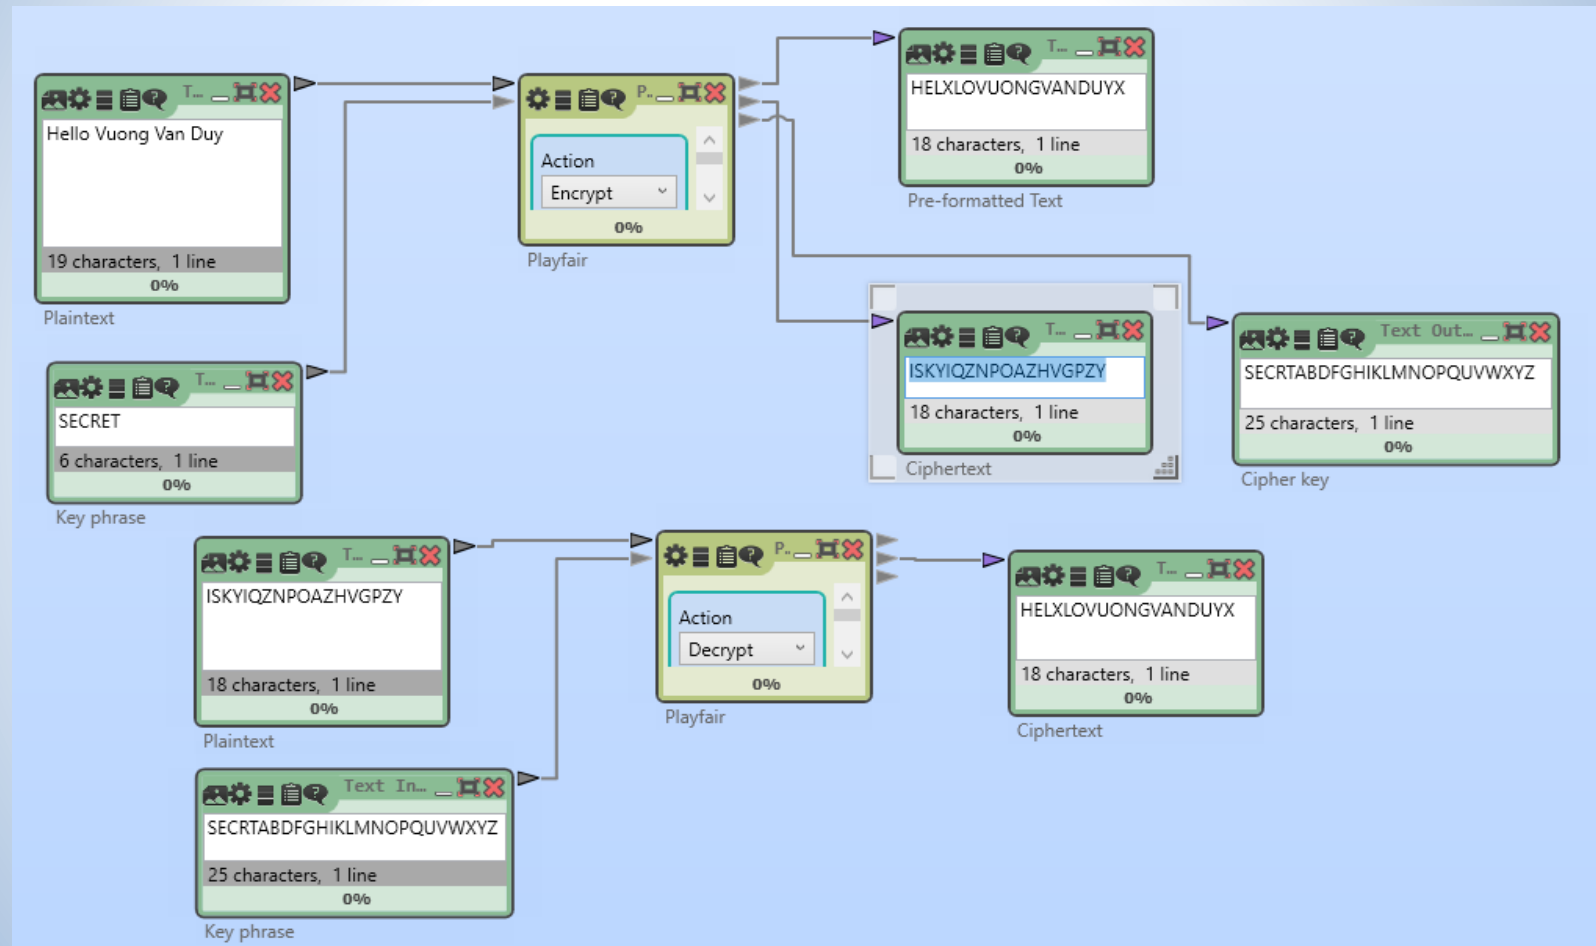 T...
Hello Vuong Van Duy
19 characters, 1 line
0%
Plaintext
T...
SECRET
6 characters, 1 line
0%
Key phrase
P..
Action
Encrypt
0%
Playfair
T...
HELXLOVUONGVANDUYX
18 characters, 1 line
0%
Pre-formatted Text
T...
ISKYIQZNPOAZHVGPZY
18 characters, 1 line
0%
Ciphertext
Text Out...
SECRTABDFGHIKLMNOPQUVWXYZ
25 characters, 1 line
0%
Cipher key
T...
ISKYIQZNPOAZHVGPZY
18 characters, 1 line
0%
Plaintext
Text In...
SECRTABDFGHIKLMNOPQUVWXYZ
25 characters, 1 line
0%
Key phrase
P..
Action
Decrypt
0%
Playfair
T...
HELXLOVUONGVANDUYX
18 characters, 1 line
0%
Ciphertext